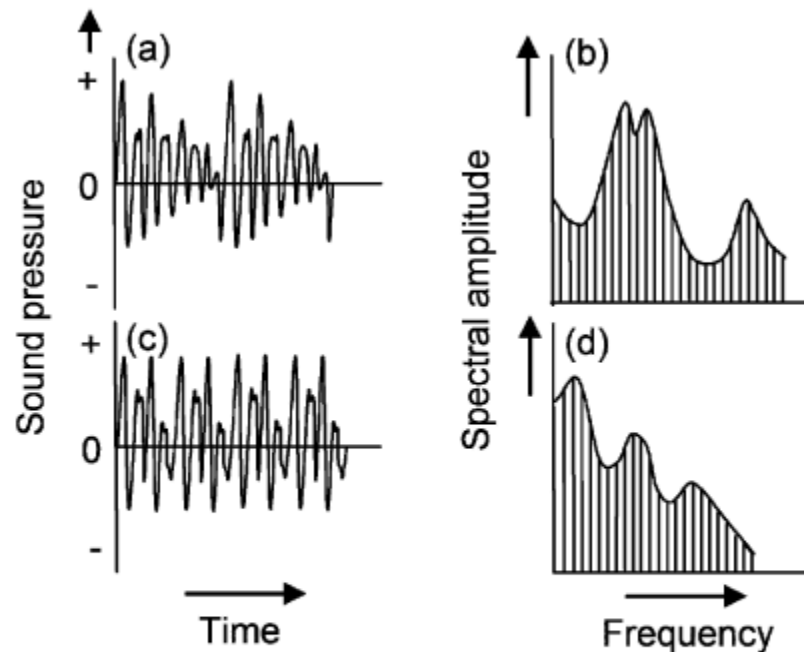 (a)
+
0
-
(b)
(c)
+
0
-
(d)
Sound pressure
Spectral amplitude
Time
Frequency